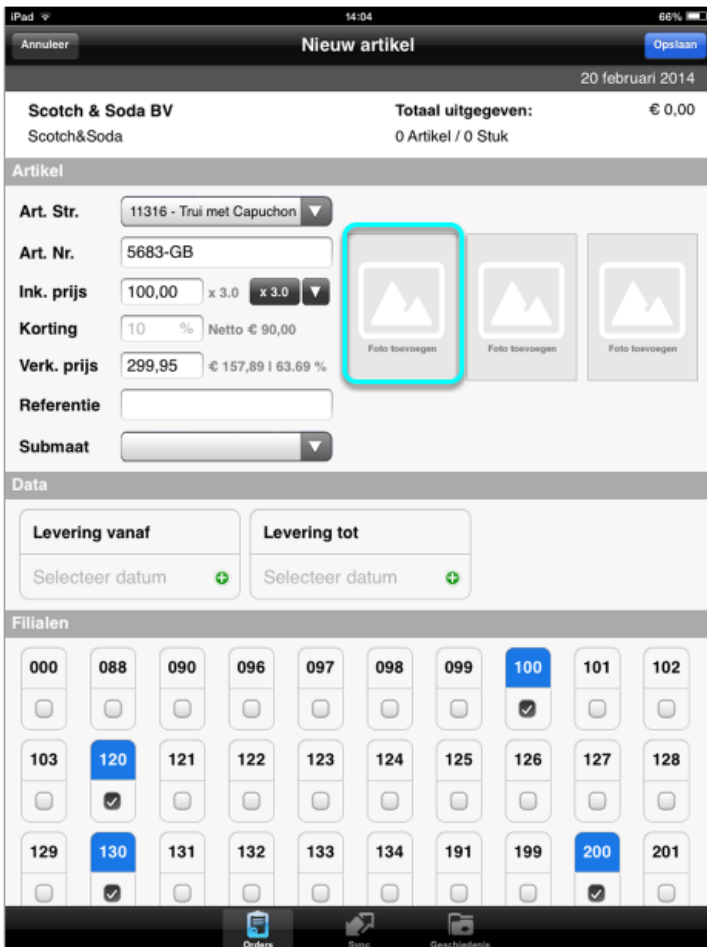 iPad 14:04 66%
Annuleer Nieuw artikel Opslaan
20 februari 2014
Scotch & Soda BV Totaal uitgegeven: € 0,00
Scotch&Soda 0 Artikel / 0 Stuk
Artikel
Art. Str. 11316 - Trui met Capuchon
Art. Nr. 5683-GB
Ink. prijs 100,00 x 3.0 x 3.0
Korting 10 % Netto € 90,00
Foto toevoegen Foto toevoegen Foto toevoegen
Verk. prijs 299,95 € 157,89 | 63.69 %
Referentie
Submaat
Data
Levering vanaf Levering tot
Selecteer datum Selecteer datum
Filialen
000 088 090 096 097 098 099 100 101 102
103 120 121 122 123 124 125 126 127 128
129 130 131 132 133 134 191 199 200 201
Orders Sync Geschiedenis